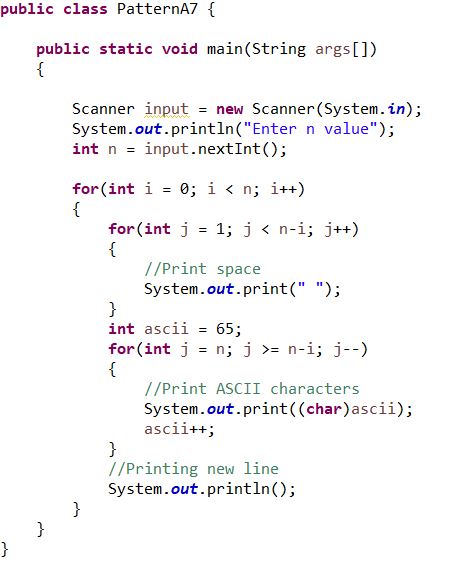 public class PatternA7 {
public static void main(String args[])
{
Scanner input = new Scanner(System.in);
System.out.println("Enter n value");
int n = input.nextInt();
for(int i = 0; i < n; i++)
{
for(int j = 1; j < n-i; j++)
{
//Print space
System.out.print(" ");
}
int ascii = 65;
for(int j = n; j >= n-i; j--)
{
//Print ASCII characters
System.out.print((char)ascii);
ascii++;
}
//Printing new line
System.out.println();
}
}
}